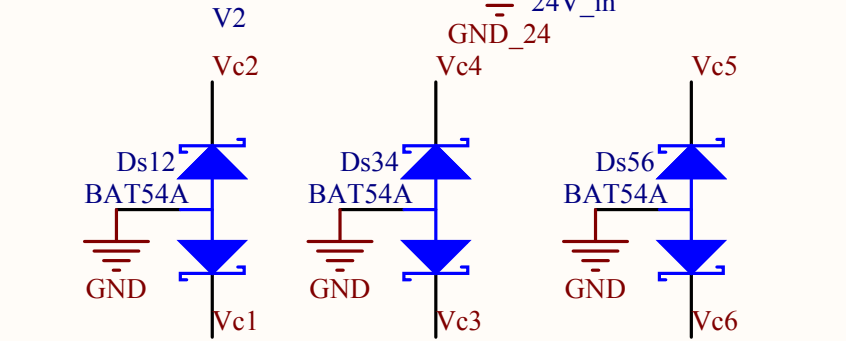 V2
24V_in
GND_24
Vc2
Vc4
Vc5
Ds12
Ds34
Ds56
BAT54A
BAT54A
BAT54A
GND
GND
GND
Vc1
Vc3
Vc6